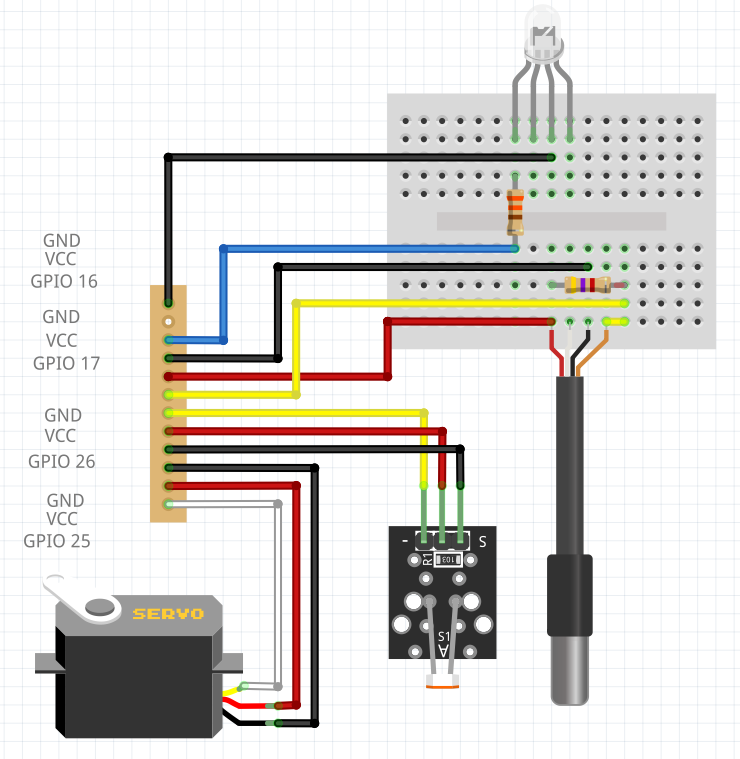 GND
VCC
GPIO 16
GND
VCC
GPIO 17
GND
VCC
GPIO 26
GND
VCC
GPIO 25
SERVO
- S
R1
103
S1